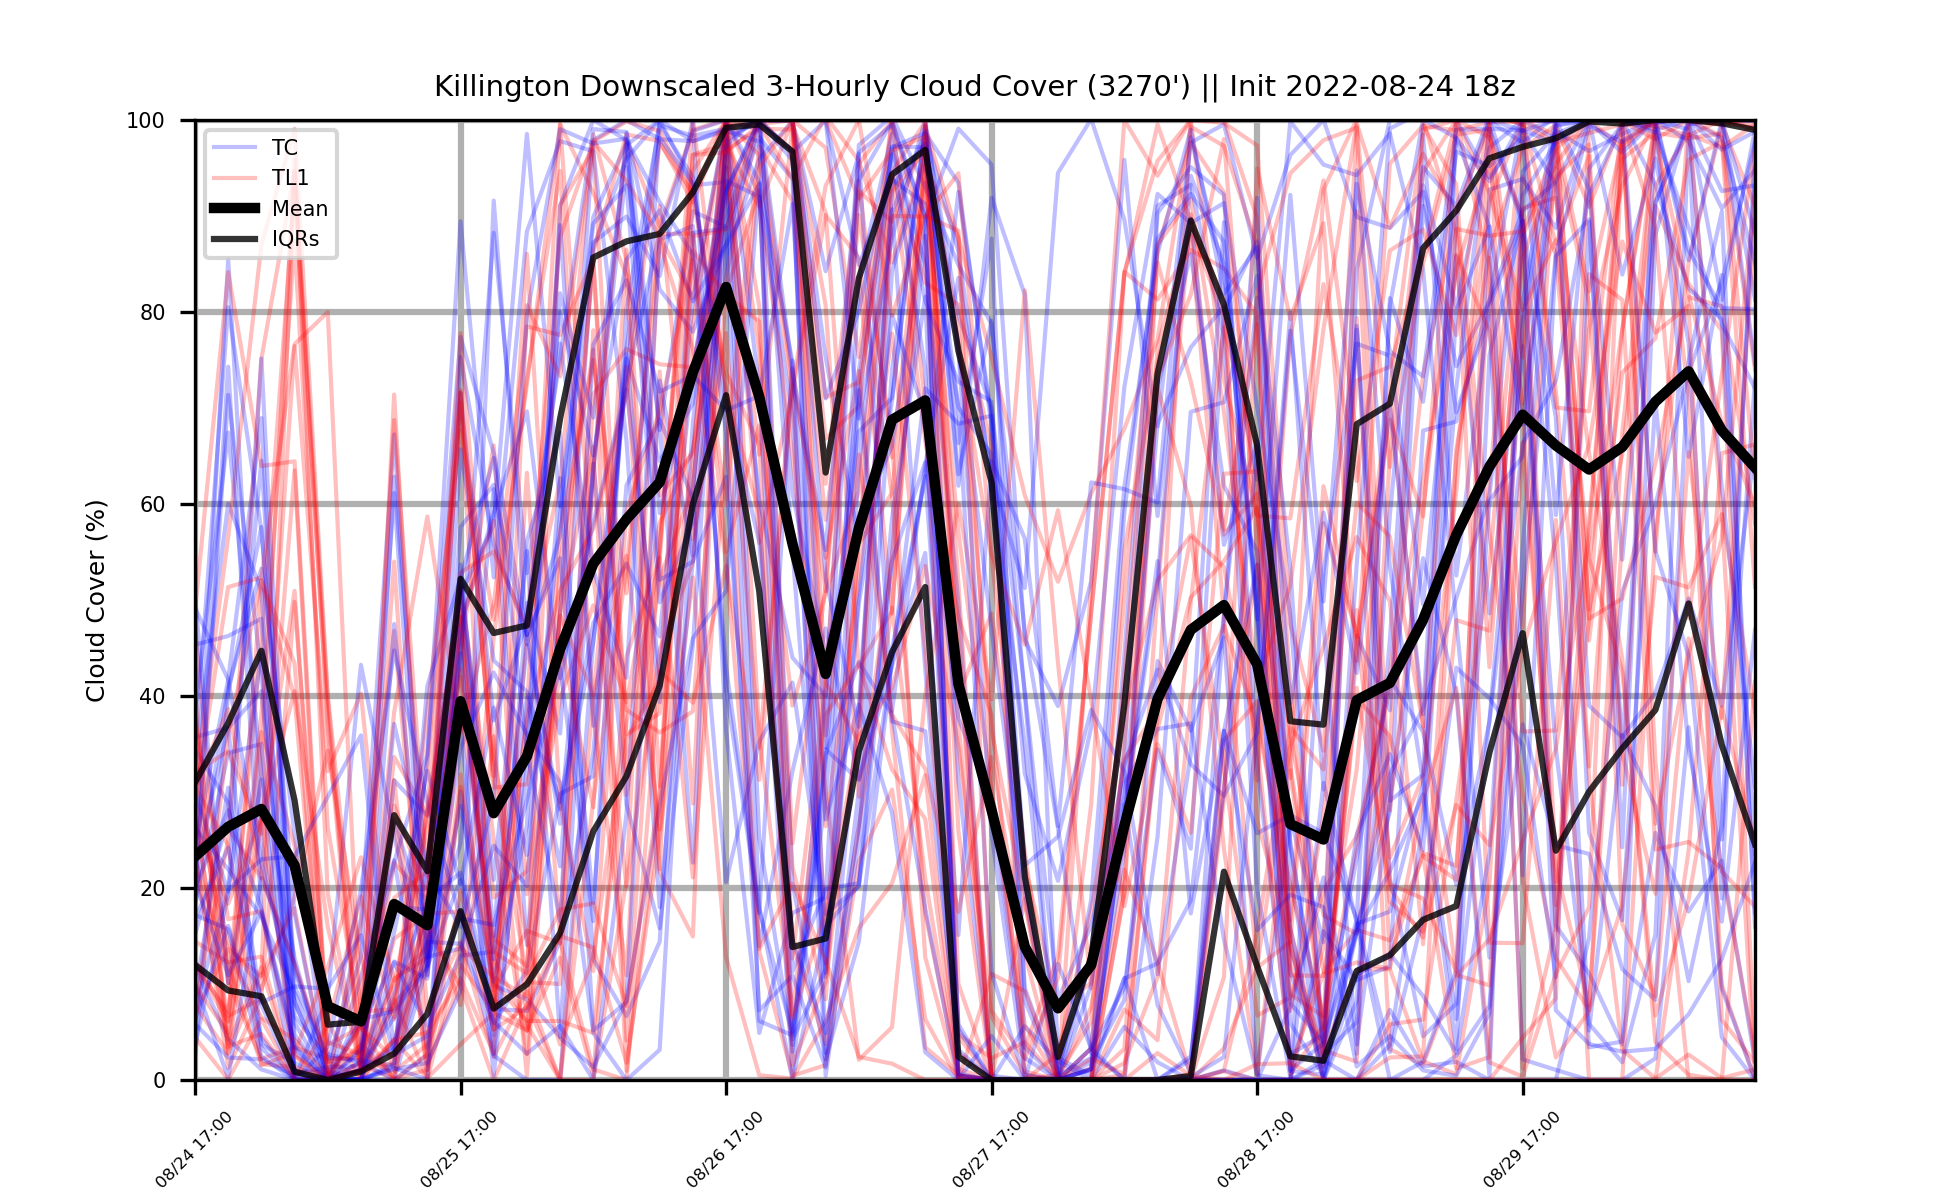 Killington Downscaled 3-Hourly Cloud Cover (3270') || Init 2022-08-24 18z
TC
TL1
Mean
IQRs
Cloud Cover (%)
100
80
60
40
20
0
08/24 17:00
08/25 17:00
08/26 17:00
08/27 17:00
08/28 17:00
08/29 17:00